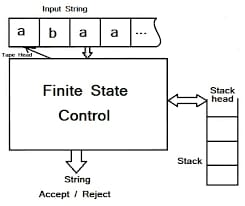 Input String
a b a a ...
Tape Head
Finite State
Control
Stack
head
Stack
String
Accept / Reject